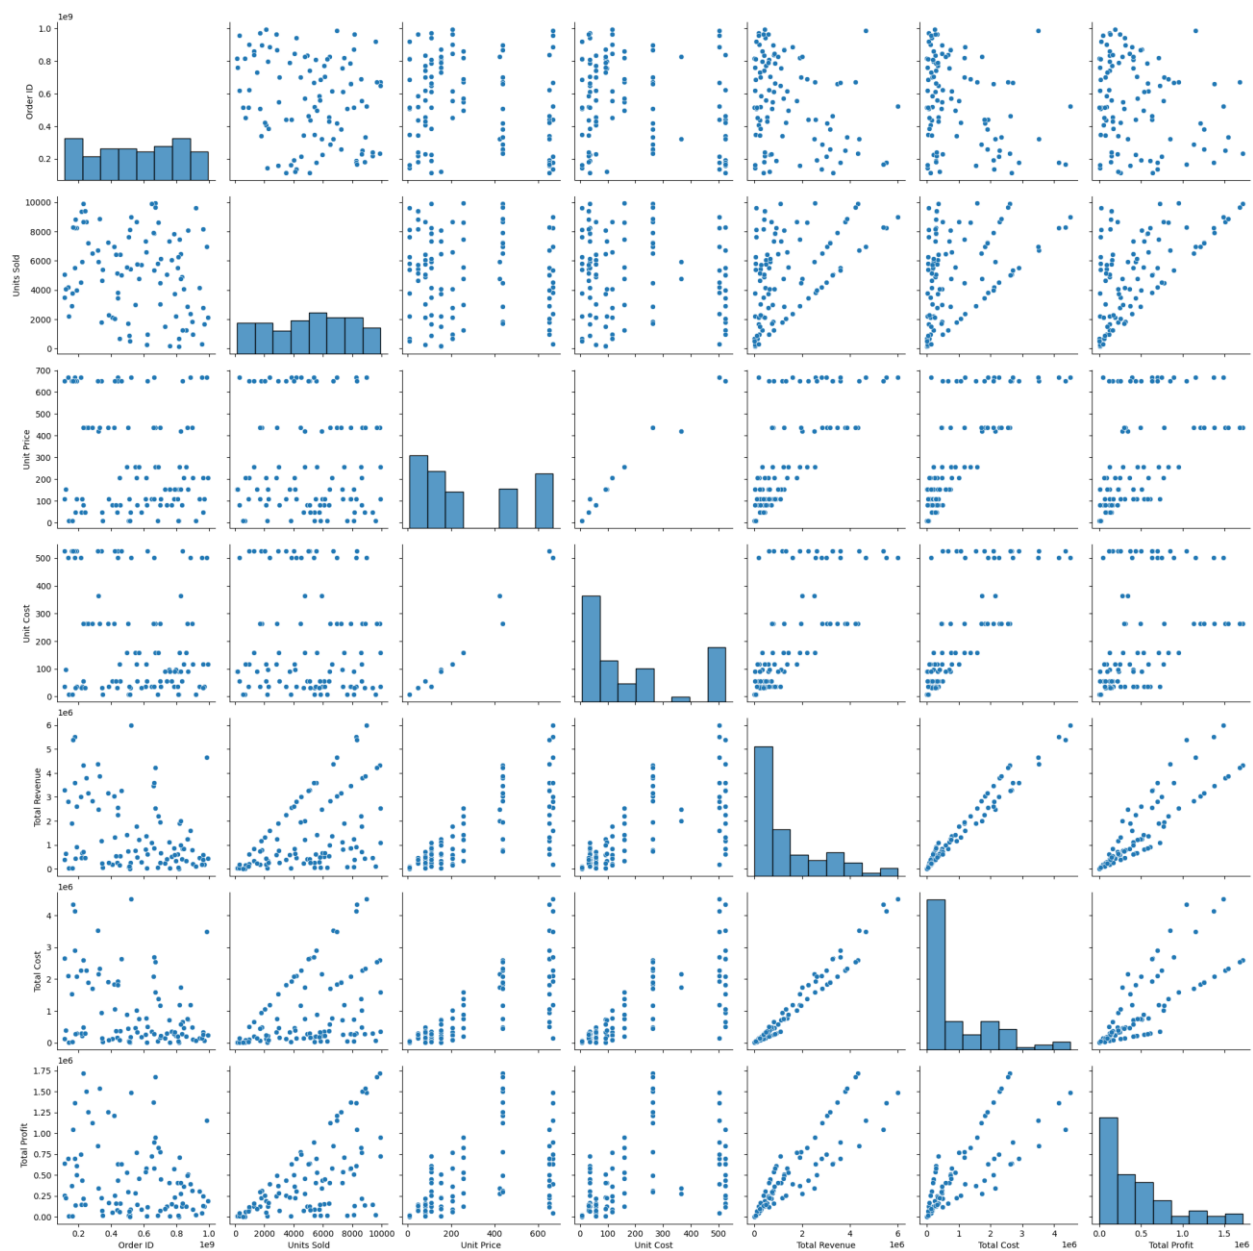 1e9
1.0
0.8
0.6
0.4
0.2
Order ID
10000
8000
6000
4000
2000
0
Units Sold
700
600
500
400
300
200
100
0
Unit Price
500
400
300
200
100
0
Unit Cost
1e6
6
5
4
3
2
1
0
Total Revenue
1e6
4
3
2
1
0
Total Cost
1e6
1.75
1.50
1.25
1.00
0.75
0.50
0.25
0.00
Total Profit
0.2 0.4 0.6 0.8 1.0
Order ID 1e9
0 2000 4000 6000 8000 10000
Units Sold
0 200 400 600
Unit Price
0 100 200 300 400 500
Unit Cost
0 1 2 3 4 5 6
Total Revenue 1e6
0 1 2 3 4
Total Cost 1e6
0.0 0.5 1.0 1.5
Total Profit 1e6